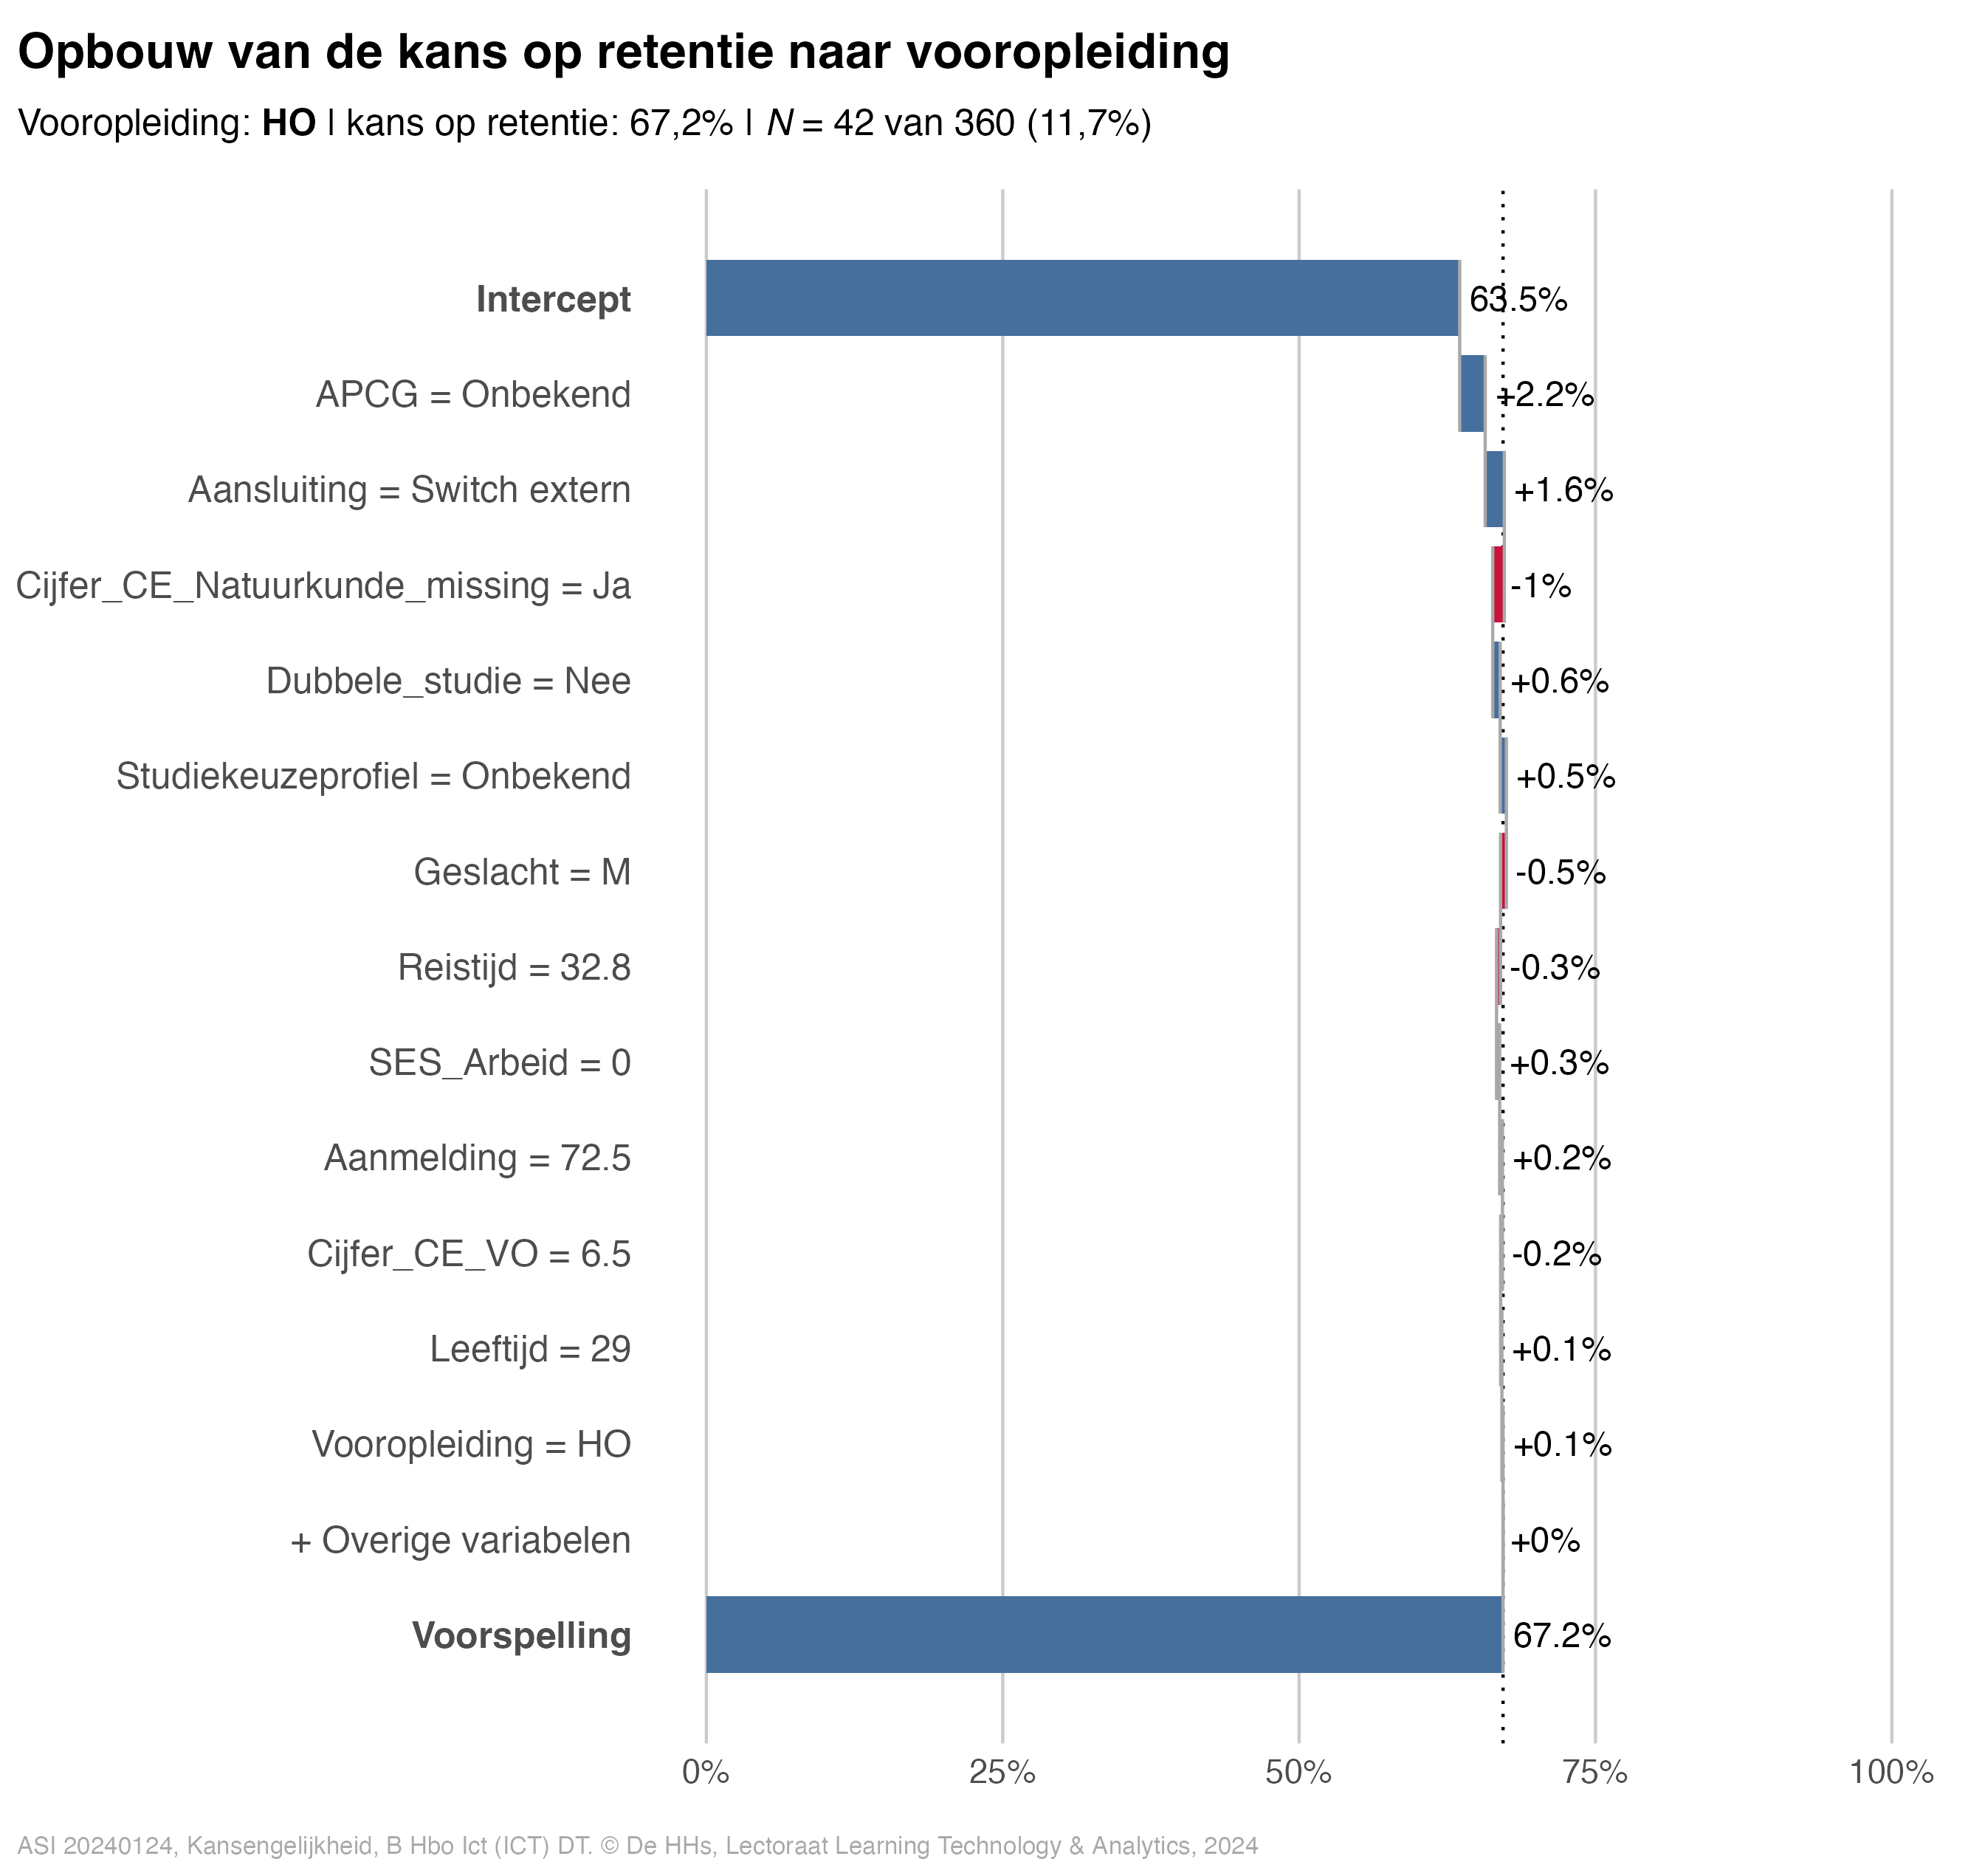 Opbouw van de kans op retentie naar vooropleiding
Vooropleiding: HO | kans op retentie: 67,2% | N = 42 van 360 (11,7%)
Intercept 63.5%
APCG = Onbekend +2.2%
Aansluiting = Switch extern +1.6%
Cijfer_CE_Natuurkunde_missing = Ja -1%
Dubbele_studie = Nee +0.6%
Studiekeuzeprofiel = Onbekend +0.5%
Geslacht = M -0.5%
Reistijd = 32.8 -0.3%
SES_Arbeid = 0 +0.3%
Aanmelding = 72.5 +0.2%
Cijfer_CE_VO = 6.5 -0.2%
Leeftijd = 29 +0.1%
Vooropleiding = HO +0.1%
+ Overige variabelen +0%
Voorspelling 67.2%
0% 25% 50% 75% 100%
ASI 20240124, Kansengelijkheid, B Hbo Ict (ICT) DT. © De HHs, Lectoraat Learning Technology & Analytics, 2024